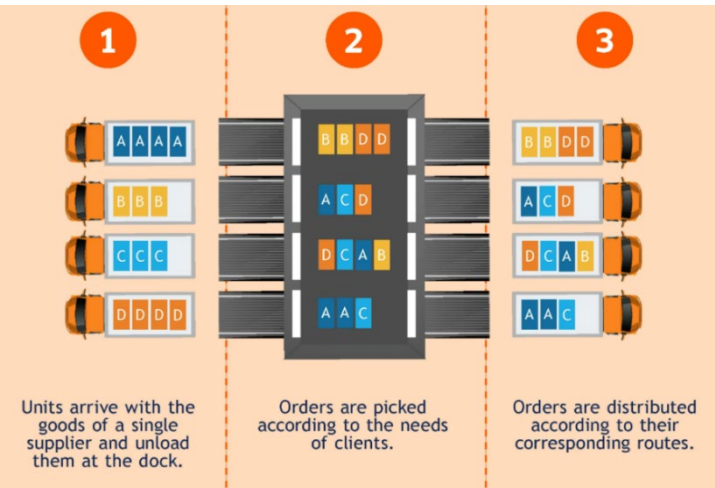 1
2
3
A A A A
B B B
C C C
D D D D
B B D D
A C D
D C A B
A A C
B B D D
A C D
D C A B
A A C
Units arrive with the
goods of a single
supplier and unload
them at the dock.
Orders are picked
according to the needs
of clients.
Orders are distributed
according to their
corresponding routes.